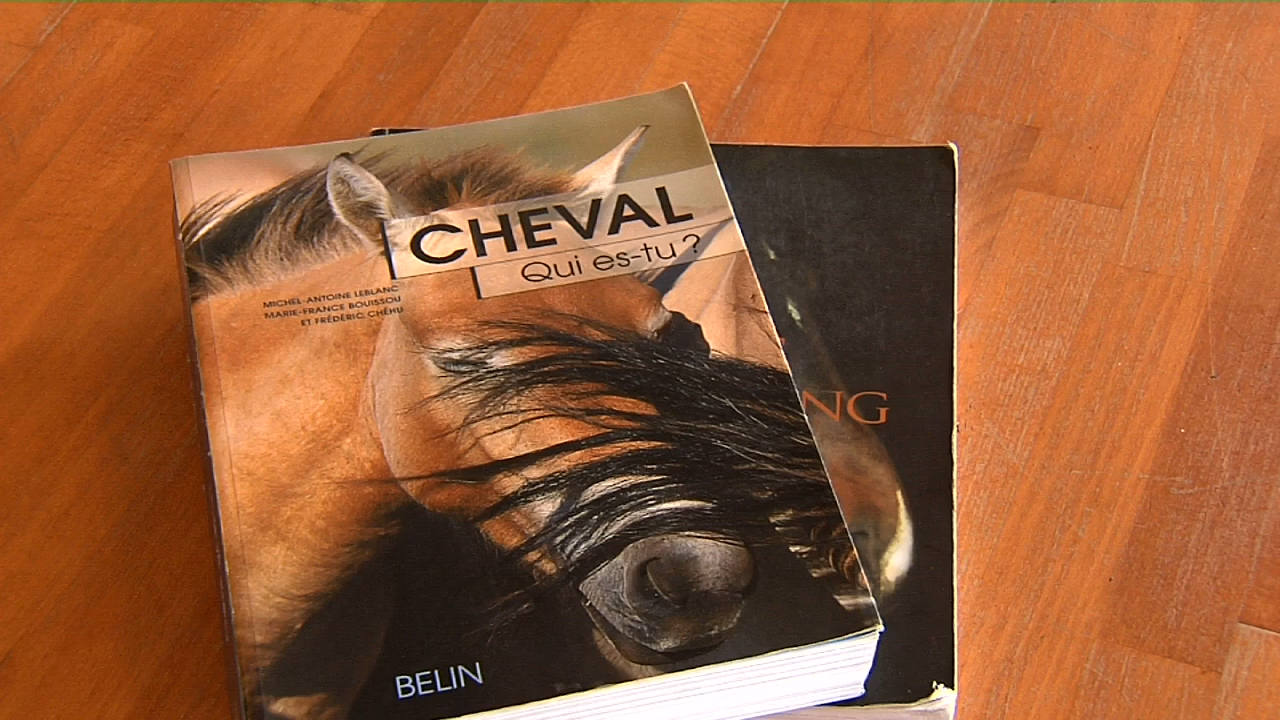 CHEVAL
Qui es-tu ?
MICHEL-ANTOINE LEBLANC
MARIE-FRANCE BOUISSOU
ET FRÉDÉRIC CHÉHU
NG
BELIN